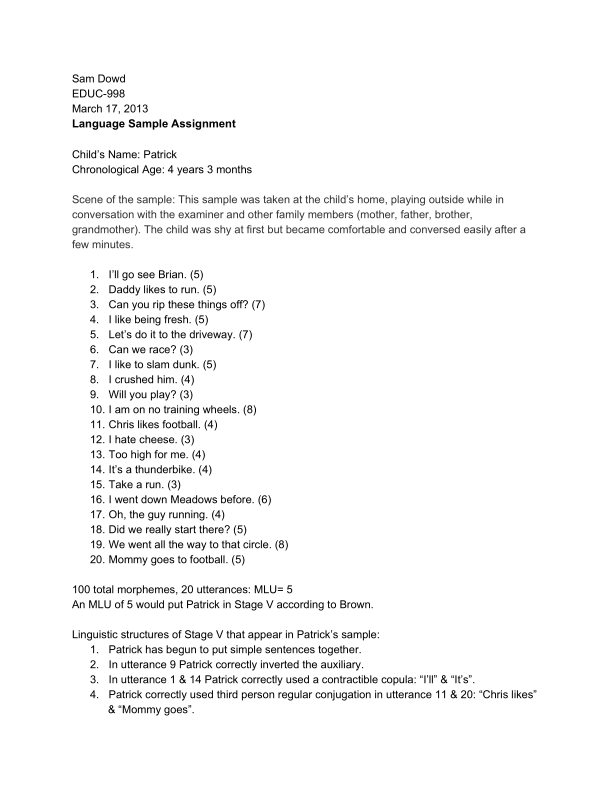 Sam Dowd
EDUC-998
March 17, 2013
Language Sample Assignment
Child's Name: Patrick
Chronological Age: 4 years 3 months
Scene of the sample: This sample was taken at the child's home, playing outside while in
conversation with the examiner and other family members (mother, father, brother,
grandmother). The child was shy at first but became comfortable and conversed easily after a
few minutes.
1. I'll go see Brian. (5)
2. Daddy likes to run. (5)
3. Can you rip these things off? (7)
4. I like being fresh. (5)
5. Let's do it to the driveway. (7)
6. Can we race? (3)
7. I like to slam dunk. (5)
8. I crushed him. (4)
9. Will you play? (3)
10. I am on no training wheels. (8)
11. Chris likes football. (4)
12. I hate cheese. (3)
13. Too high for me. (4)
14. It's a thunderbike. (4)
15. Take a run. (3)
16. I went down Meadows before. (6)
17. Oh, the guy running. (4)
18. Did we really start there? (5)
19. We went all the way to that circle. (8)
20. Mommy goes to football. (5)
100 total morphemes, 20 utterances: MLU= 5
An MLU of 5 would put Patrick in Stage V according to Brown.
Linguistic structures of Stage V that appear in Patrick's sample:
1. Patrick has begun to put simple sentences together.
2. In utterance 9 Patrick correctly inverted the auxiliary.
3. In utterance 1 & 14 Patrick correctly used a contractible copula: "I'll" & "It's".
4. Patrick correctly used third person regular conjugation in utterance 11 & 20: "Chris likes"
& "Mommy goes".